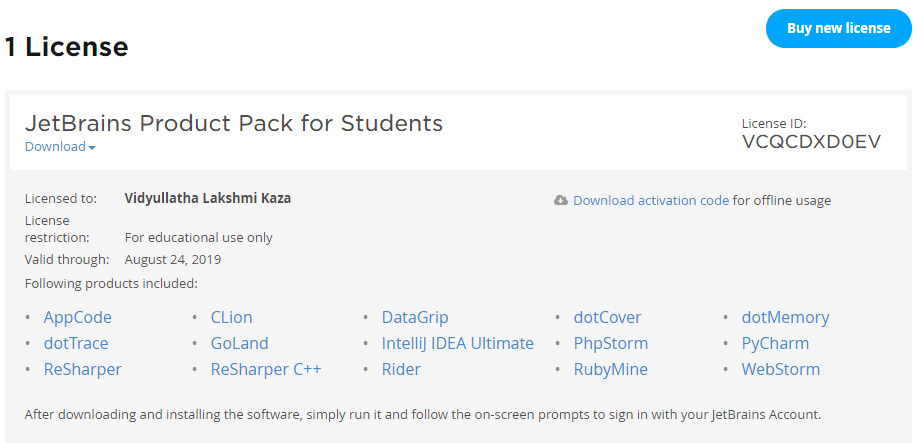 1 License
Buy new license
JetBrains Product Pack for Students
Download
License ID:
VCQCDXD0EV
Licensed to: Vidyullatha Lakshmi Kaza
Download activation code for offline usage
License
restriction: For educational use only
Valid through: August 24, 2019
Following products included:
• AppCode • CLion • DataGrip • dotCover • dotMemory
• dotTrace • GoLand • IntelliJ IDEA Ultimate • PhpStorm • PyCharm
• ReSharper • ReSharper C++ • Rider • RubyMine • WebStorm
After downloading and installing the software, simply run it and follow the on-screen prompts to sign in with your JetBrains Account.